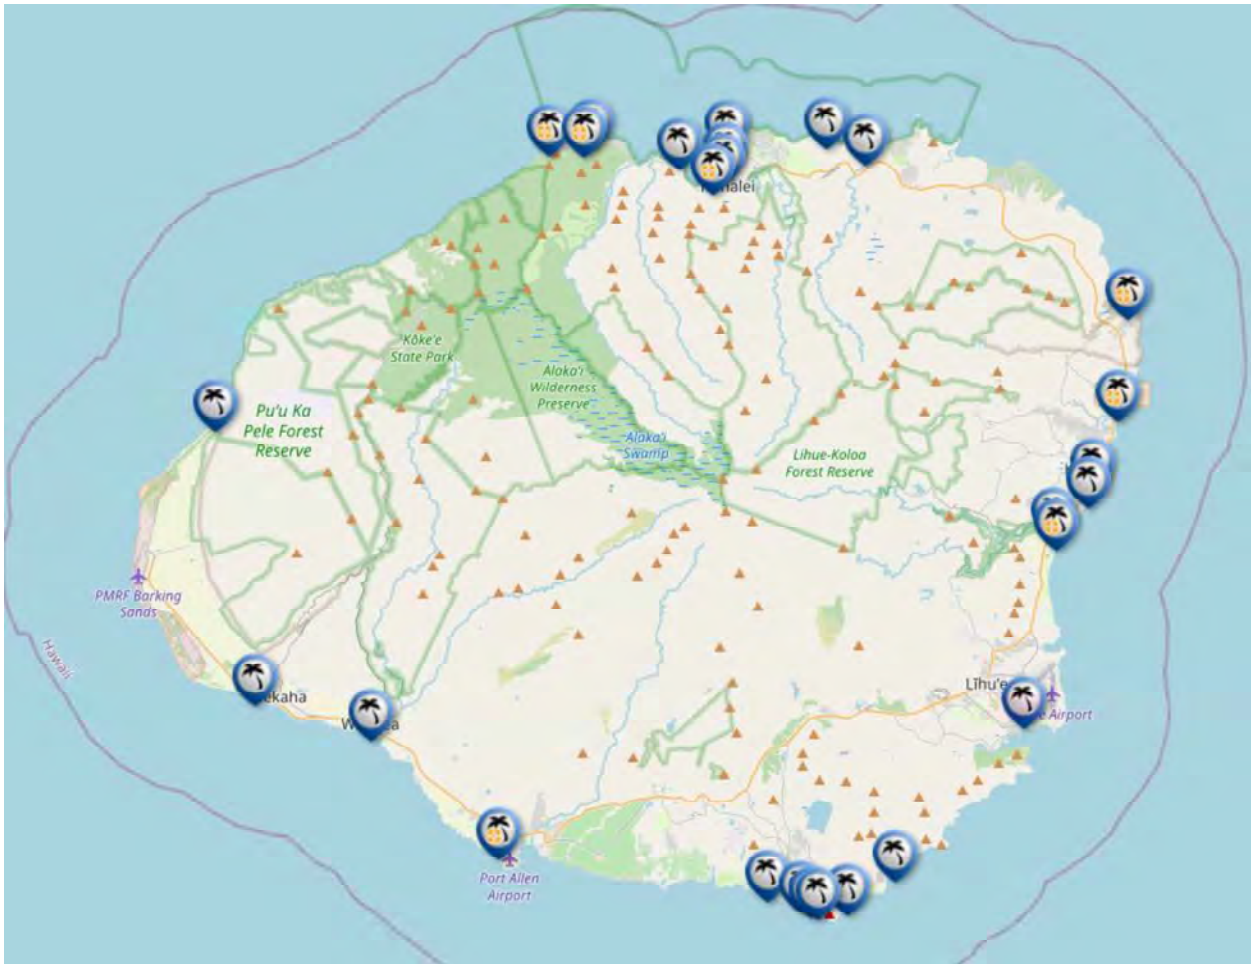 Kōke'e
State Park
Alaka'i
Wilderness
Preserve
Pu'u Ka
Pele Forest
Reserve
Alaka'i
Swamp
Lihue-Koloa
Forest Reserve
PMRF Barking
Sands
Hawaii
Līhu'e
Airport
Port Allen
Airport